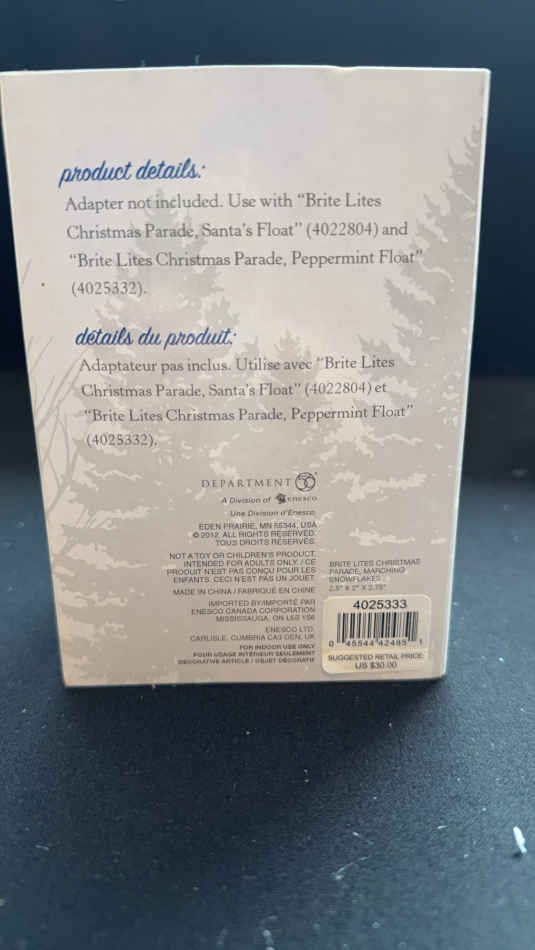 product details:
Adapter not included. Use with “Brite Lites
Christmas Parade, Santa's Float” (4022804) and
“Brite Lites Christmas Parade, Peppermint Float”
(4025332).
détails du produit:
Adaptateur pas inclus. Utilise avec “Brite Lites
Christmas Parade, Santa's Float” (4022804) et
“Brite Lites Christmas Parade, Peppermint Float”
(4025332).
DEPARTMENT 56
A Division of ENESCO
Une Division d'Enesco
EDEN PRAIRIE, MN 55344, USA
© 2012, ALL RIGHTS RESERVED.
TOUS DROITS RÉSERVÉS.
NOT A TOY OR CHILDREN'S PRODUCT.
INTENDED FOR ADULTS ONLY. / CE
PRODUIT N'EST PAS CONÇU POUR LES
ENFANTS. CECI N'EST PAS UN JOUET.
MADE IN CHINA / FABRIQUÉ EN CHINE
IMPORTED BY/IMPORTÉ PAR
ENESCO CANADA CORPORATION
MISSISSAUGA, ON L5S 1S6
ENESCO LTD.
CARLISLE, CUMBRIA CA3 0EN, UK
FOR INDOOR USE ONLY
POUR USAGE INTÉRIEUR SEULEMENT
DECORATIVE ARTICLE / OBJET DÉCORATIF
BRITE LITES CHRISTMAS
PARADE, MARCHING
SNOWFLAKES
2.5" X 2" X 3.75"
4025333
0 45544 42485 1
SUGGESTED RETAIL PRICE:
US $30.00